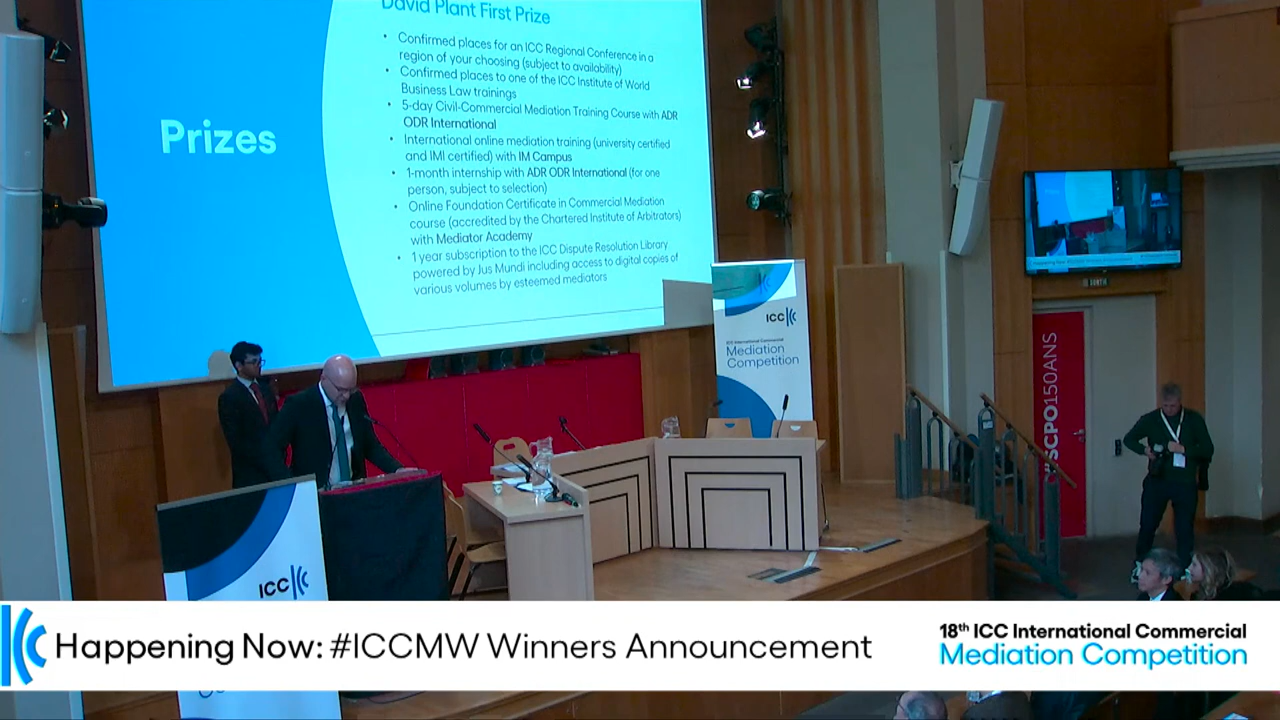 David Plant First Prize
Prizes
• Confirmed places for an ICC Regional Conference in a
region of your choosing (subject to availability)
• Confirmed places to one of the ICC Institute of World
Business Law trainings
• 5-day Civil-Commercial Mediation Training Course with ADR
ODR International
• International online mediation training (university certified
and IMI certified) with IM Campus
• 1-month internship with ADR ODR International (for one
person, subject to selection)
• Online Foundation Certificate in Commercial Mediation
course (accredited by the Chartered Institute of Arbitrators)
with Mediator Academy
• 1 year subscription to the ICC Dispute Resolution Library
powered by Jus Mundi including access to digital copies of
various volumes by esteemed mediators
ICC
ICC International Commercial
Mediation
Competition
SCPO150ANS
ICC
Happening Now: #ICCMW Winners Announcement
18th ICC International Commercial
Mediation Competition